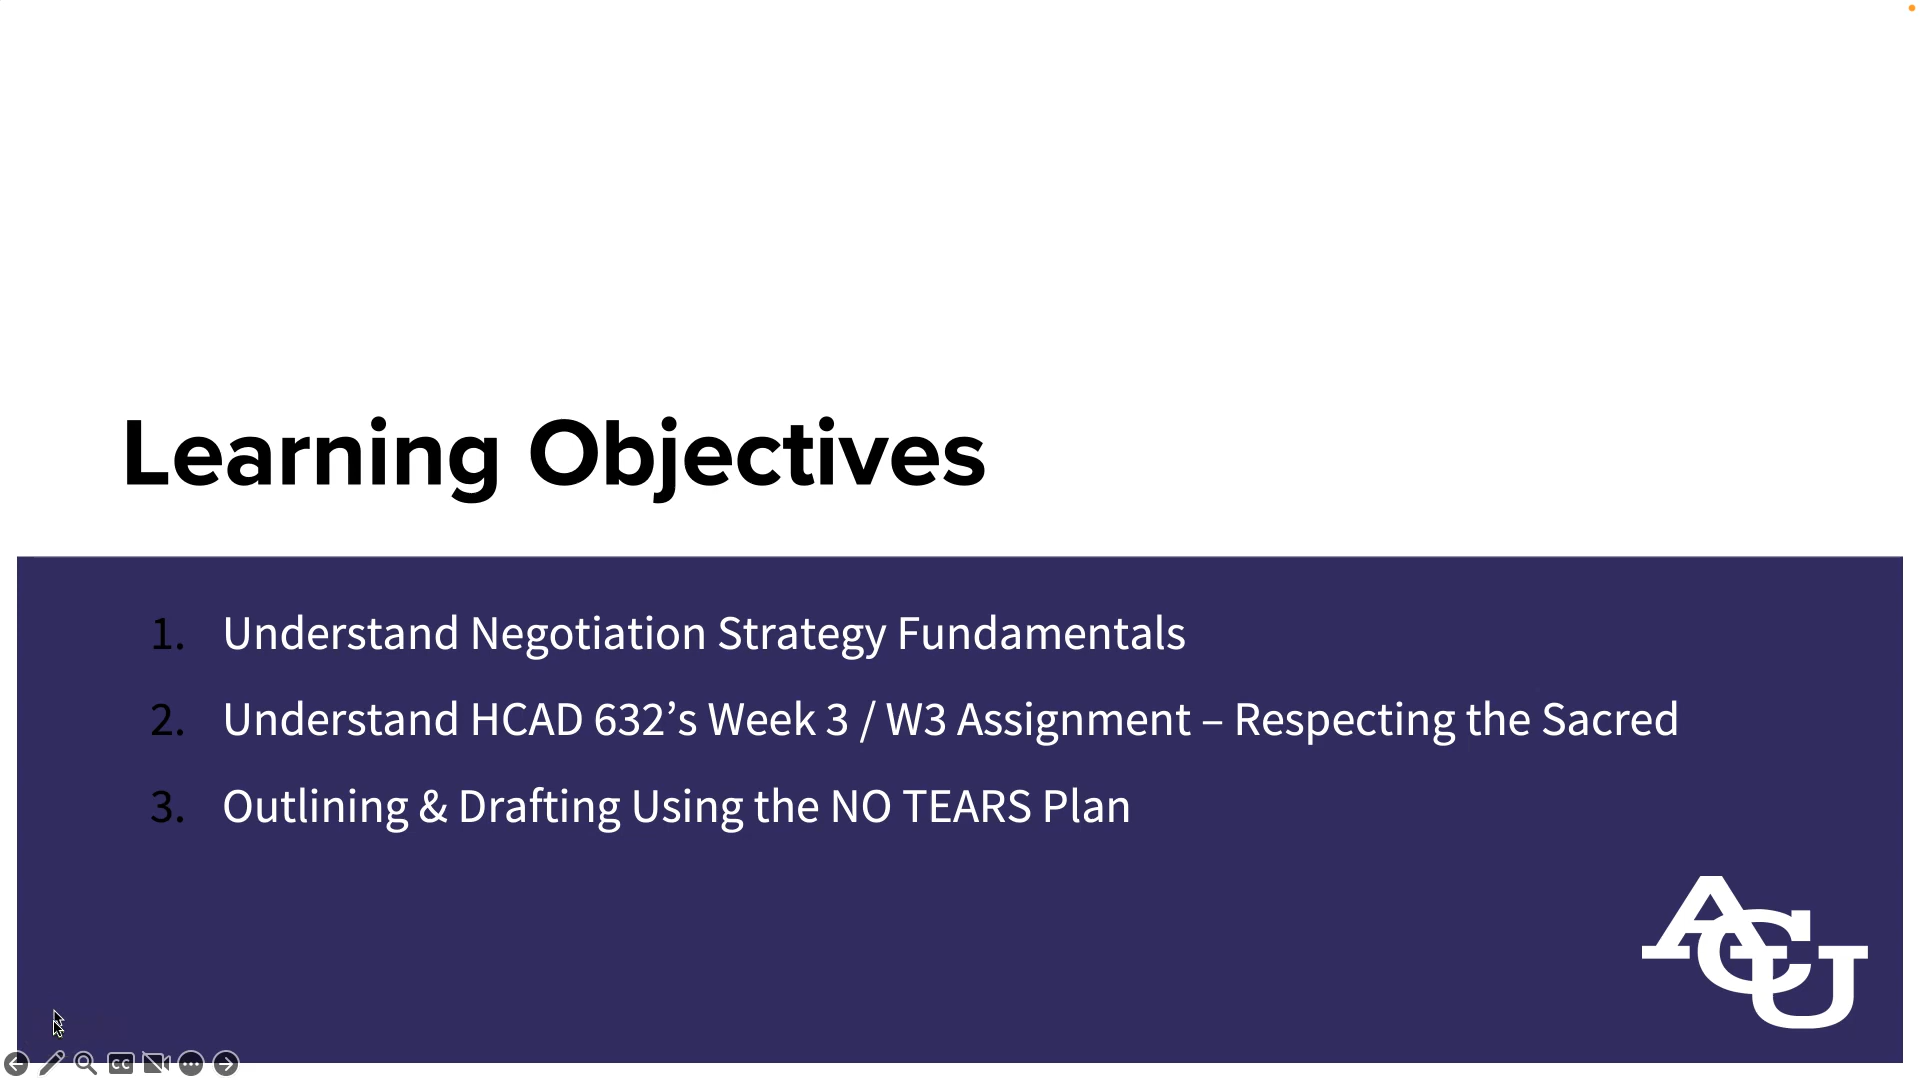 Learning Objectives
1. Understand Negotiation Strategy Fundamentals
2. Understand HCAD 632’s Week 3 / W3 Assignment – Respecting the Sacred
3. Outlining & Drafting Using the NO TEARS Plan
ACU
CC